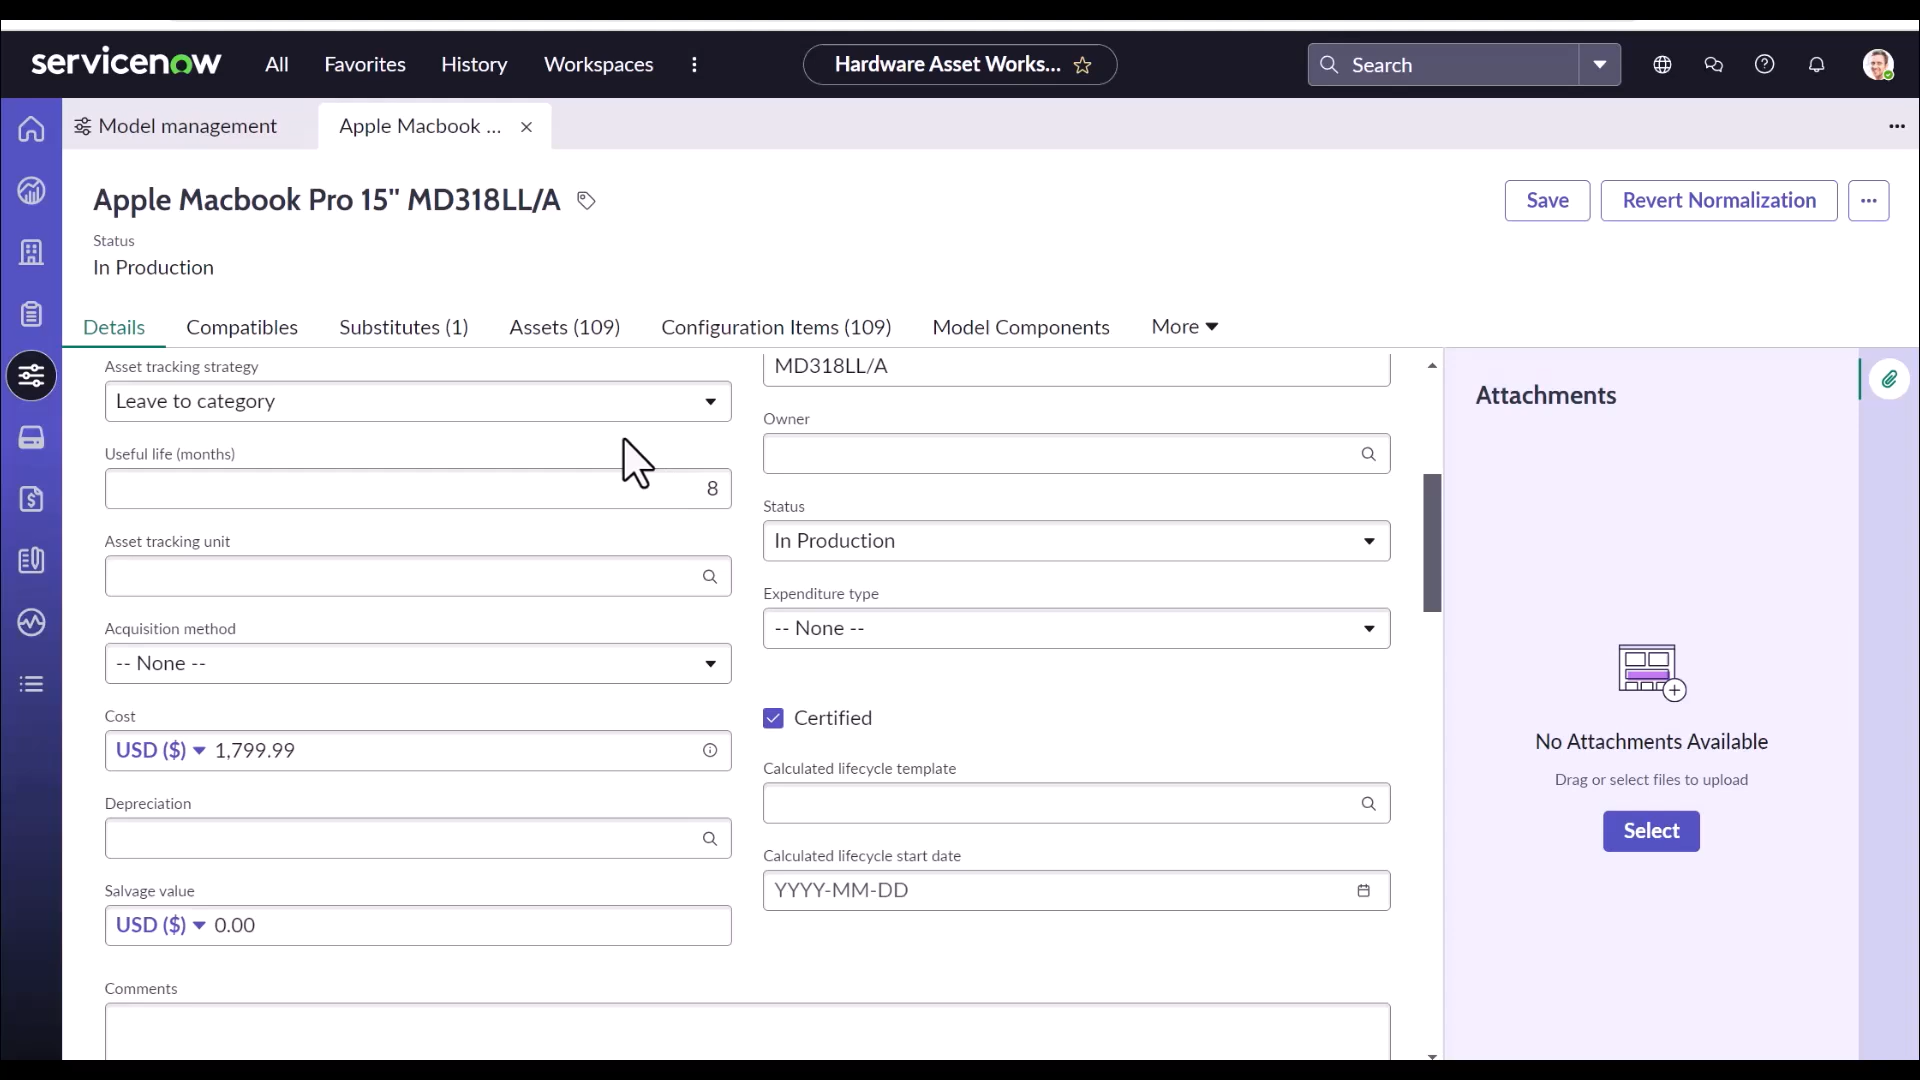 servicenow
All
Favorites
History
Workspaces
Hardware Asset Works...
Search
Model management
Apple Macbook ...
Apple Macbook Pro 15" MD318LL/A
Save
Revert Normalization
Status
In Production
Details
Compatibles
Substitutes (1)
Assets (109)
Configuration Items (109)
Model Components
More
Asset tracking strategy
Leave to category
Useful life (months)
8
Asset tracking unit
Acquisition method
-- None --
Cost
USD ($) 1,799.99
Depreciation
Salvage value
USD ($) 0.00
MD318LL/A
Owner
Status
In Production
Expenditure type
-- None --
Certified
Calculated lifecycle template
Calculated lifecycle start date
YYYY-MM-DD
Comments
Attachments
No Attachments Available
Drag or select files to upload
Select